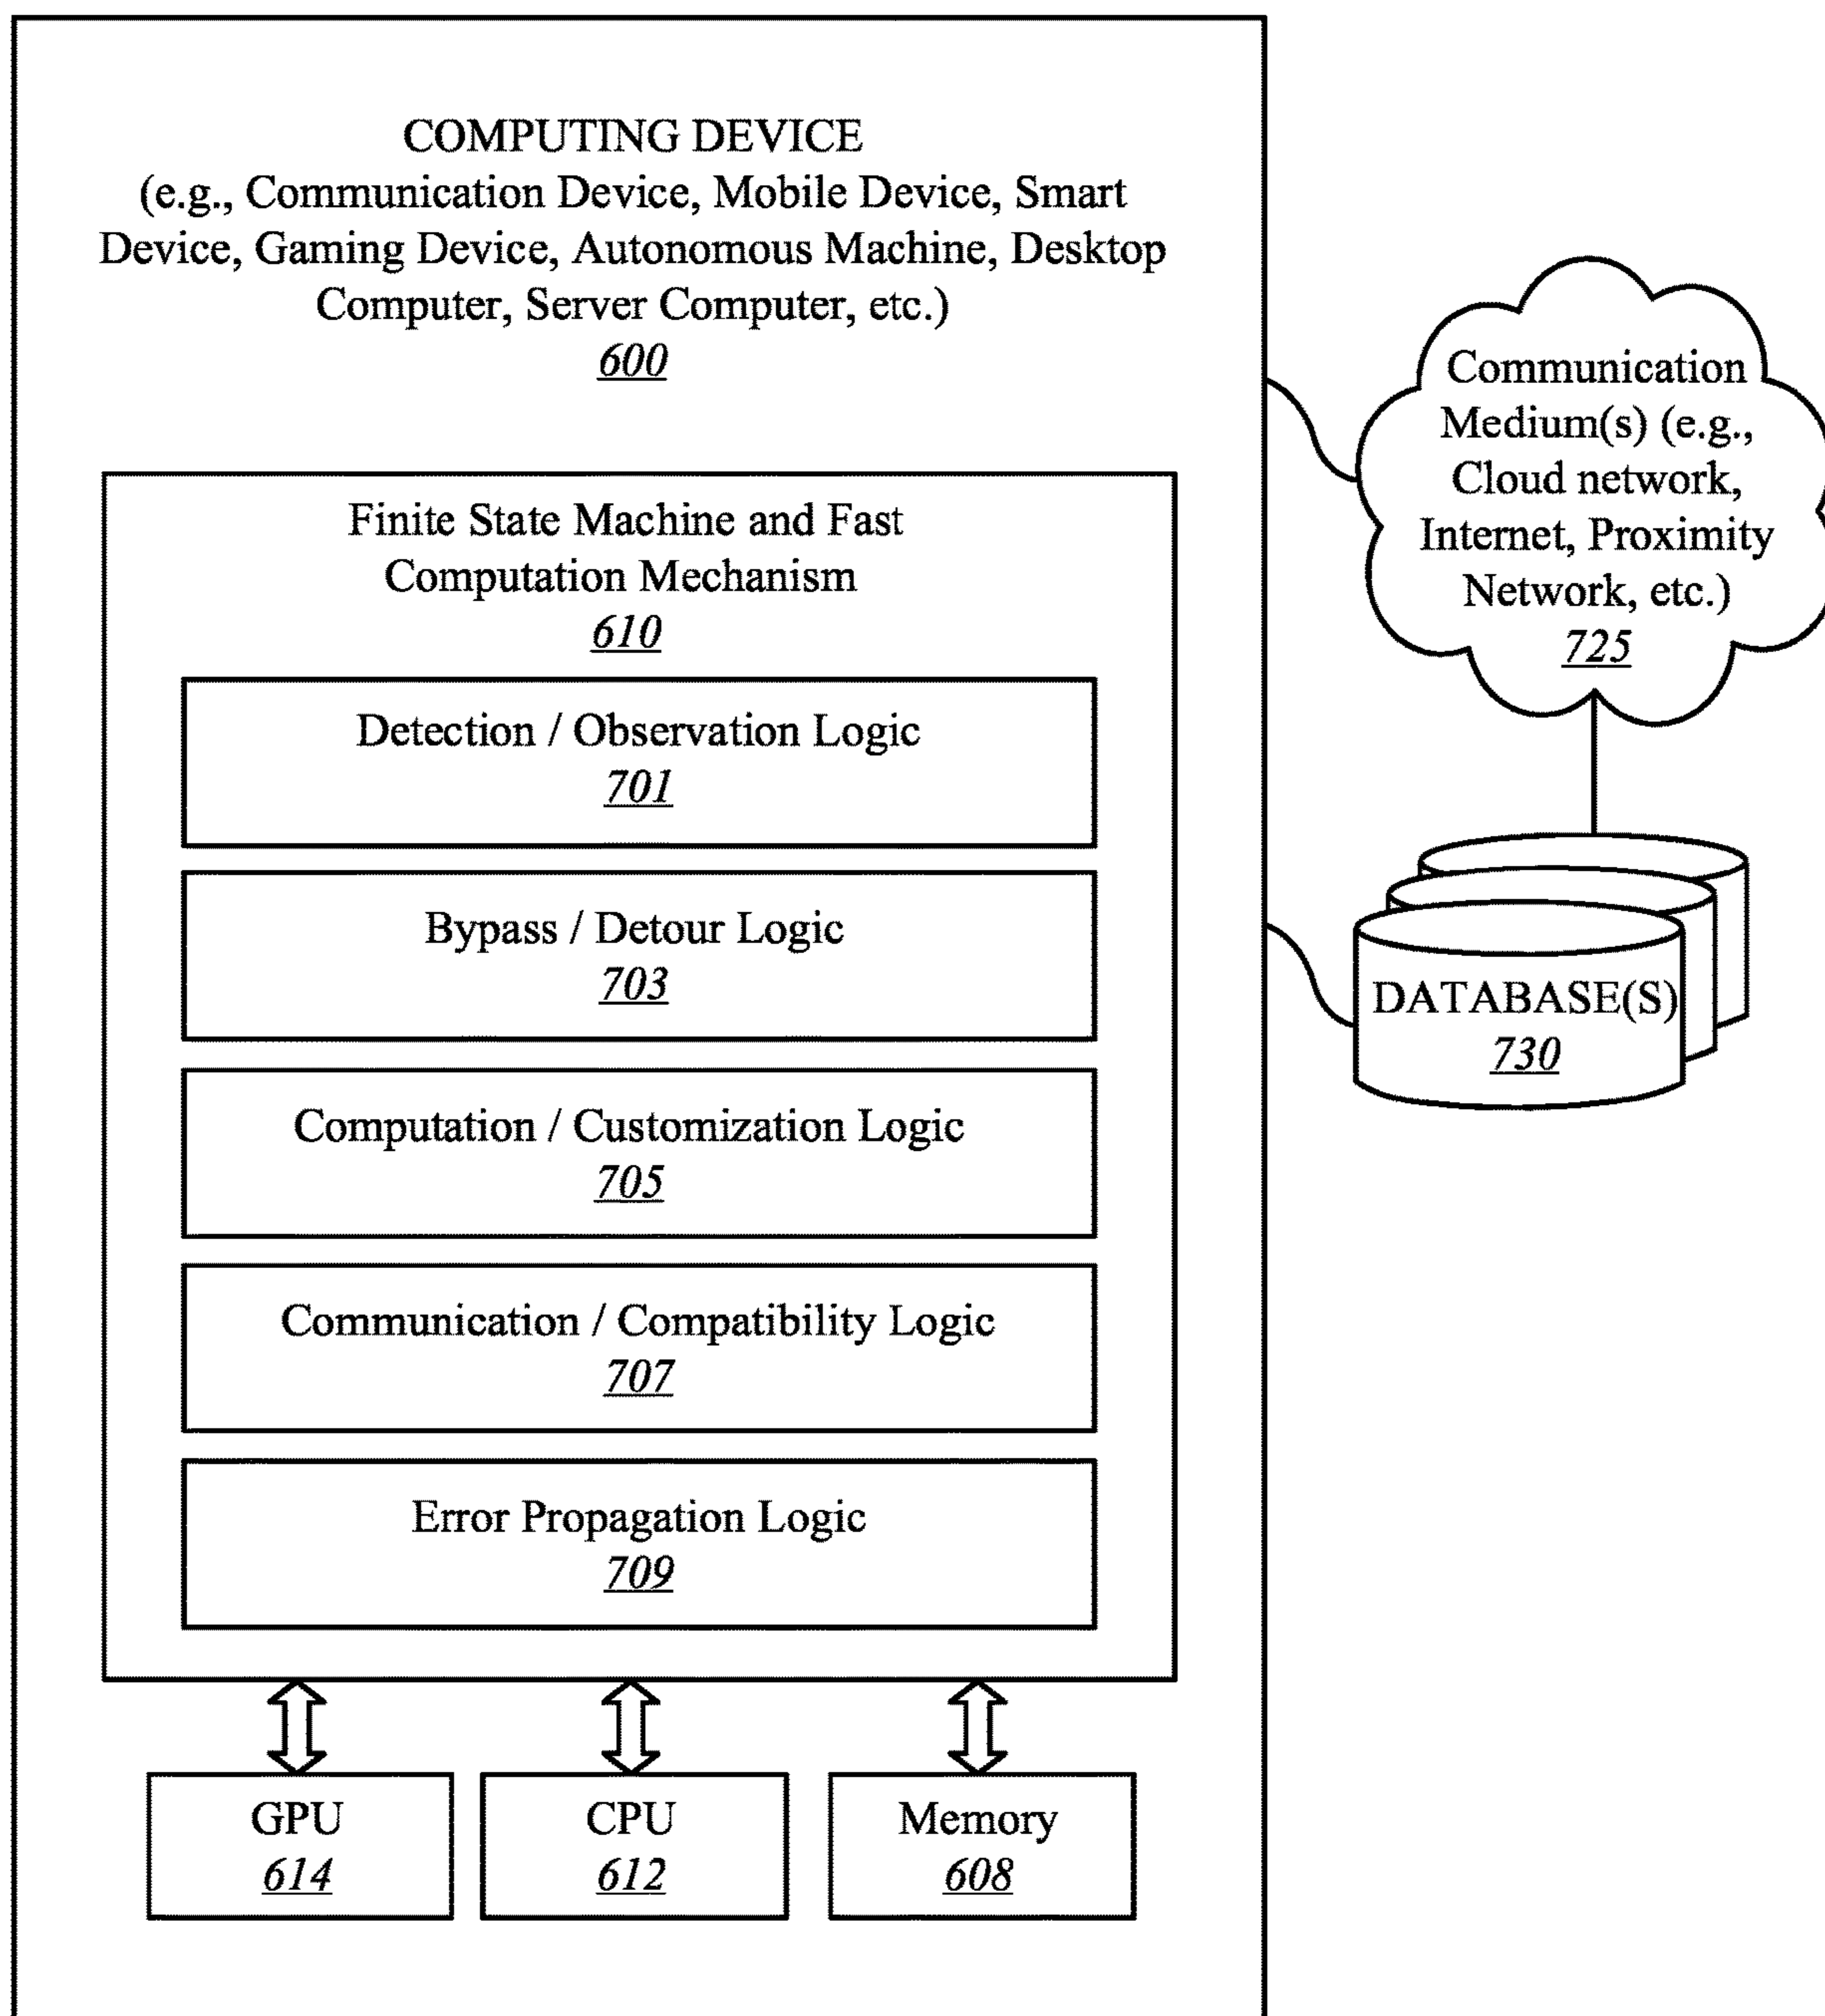 COMPUTING DEVICE
(e.g., Communication Device, Mobile Device, Smart
Device, Gaming Device, Autonomous Machine, Desktop
Computer, Server Computer, etc.)
600
Finite State Machine and Fast
Computation Mechanism
610
Detection / Observation Logic
701
Bypass / Detour Logic
703
Computation / Customization Logic
705
Communication / Compatibility Logic
707
Error Propagation Logic
709
GPU
614
CPU
612
Memory
608
Communication
Medium(s) (e.g.,
Cloud network,
Internet, Proximity
Network, etc.)
725
DATABASE(S)
730